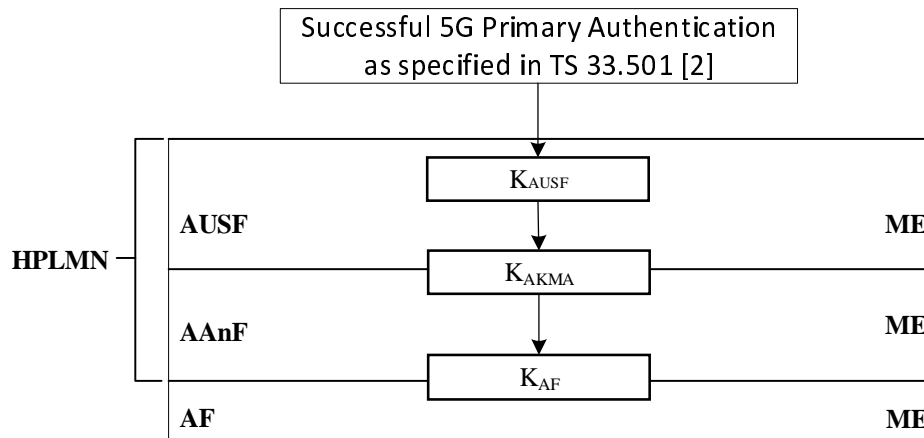 Successful 5G Primary Authentication
as specified in TS 33.501 [2]
KAUSF
AUSF
ME
HPLMN
KAKMA
AAnF
ME
KAF
AF
ME